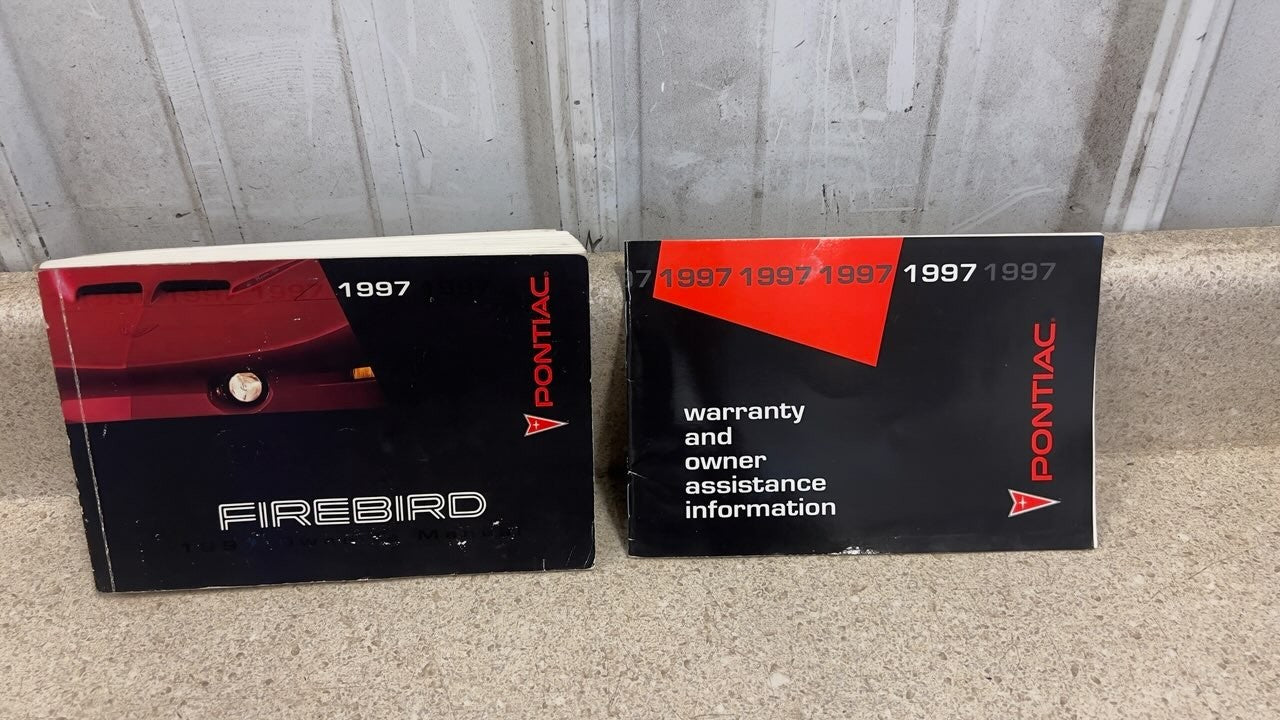 1997
PONTIAC
FIREBIRD
1997 1997 1997 1997 1997
PONTIAC
warranty
and
owner
assistance
information